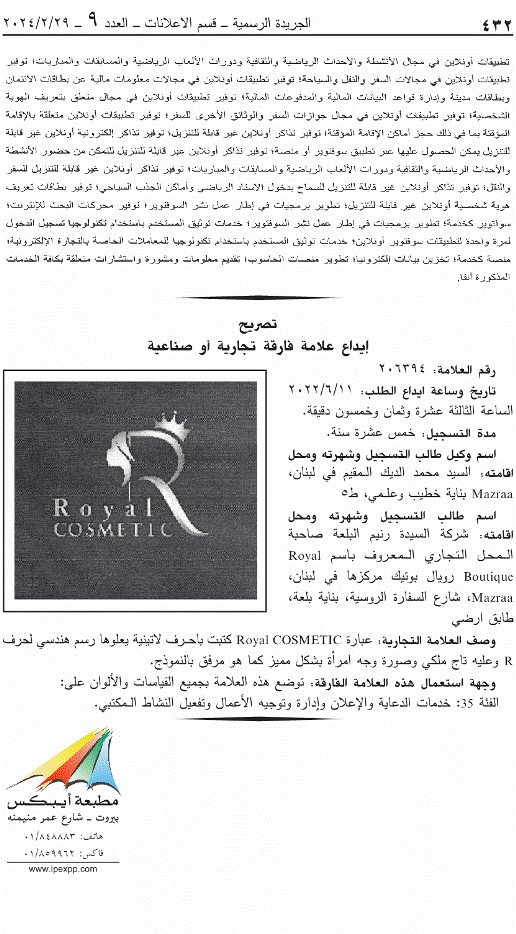 ٤٣٢ الجريدة الرسمية ـ قسم الاعلانات ـ العدد ٩ ـ ٢٠٢٤/٢/٢٩
تطبيقات أونلاين في مجال الأنشطة والأحداث الرياضية والثقافية ودورات الألعاب الرياضية والمسابقات والمباريات؛ توفير
تطبيقات أونلاين في مجالات السفر والنقل والسياحة؛ توفير تطبيقات أونلاين في مجالات معلومات مالية عن بطاقات الائتمان
وبطاقات مدينة وإدارة قواعد البيانات المالية والمدفوعات المالية؛ توفير تطبيقات أونلاين في مجال متعلق بتعريف الهوية
الشخصية؛ توفير تطبيقات أونلاين في مجال جوازات السفر والوثائق الأخرى للسفر؛ توفير تطبيقات أونلاين متعلقة بالإقامة
المؤقتة بما في ذلك حجز أماكن الإقامة المؤقتة؛ توفير تذاكر أونلاين غير قابلة للتنزيل؛ توفير تذاكر إلكترونية أونلاين غير قابلة
للتنزيل يمكن الحصول عليها عبر تطبيق سوفتوير أو منصة؛ توفير تذاكر أونلاين غير قابلة للتنزيل للتمكن من حضور الأنشطة
والأحداث الرياضية والثقافية ودورات الألعاب الرياضية والمسابقات والمباريات؛ توفير تذاكر أونلاين غير قابلة للتنزيل للسفر
والنقل؛ توفير تذاكر أونلاين غير قابلة للتنزيل للسماح بدخول الاستاد الرياضي وأماكن الجذب السياحي؛ توفير بطاقات تعريف
هوية شخصية أونلاين غير قابلة للتنزيل؛ تطوير برمجيات في إطار عمل نشر السوفتوير؛ توفير محركات البحث للإنترنت؛
سوفتوير كخدمة؛ تطوير برمجيات في إطار عمل نشر السوفتوير؛ خدمات توثيق المستخدم باستخدام تكنولوجيا تسجيل الدخول
لمرة واحدة لتطبيقات سوفتوير أونلاين؛ خدمات توثيق المستخدم باستخدام تكنولوجيا للمعاملات الخاصة بالتجارة الإلكترونية؛
منصة كخدمة؛ تخزين بيانات إلكترونيا؛ تطوير منصات الحاسوب؛ تقديم معلومات ومشورة واستشارات متعلقة بكافة الخدمات
المذكورة آنفا.
تصريح
إيداع علامة فارقة تجارية أو صناعية
رقم العلامة: ٢٠٦٣٩٤
تاريخ وساعة ايداع الطلب: ٢٠٢٢/٦/١١
الساعة الثالثة عشرة وثمان وخمسون دقيقة.
مدة التسجيل: خمس عشرة سنة.
اسم وكيل طالب التسجيل وشهرته ومحل
اقامته: السيد محمد الديك المقيم في لبنان،
Mazraa بناية خطيب وعلمي، ط٥
اسم طالب التسجيل وشهرته ومحل
اقامته: شركة السيدة رنيم البلعة صاحبة
المحل التجاري المعروف باسم Royal
Boutique رويال بوتيك مركزها في لبنان،
Mazraa، شارع السفارة الروسية، بناية بلعة،
طابق ارضي
Royal
COSMETIC
وصف العلامة التجارية: عبارة Royal COSMETIC كتبت باحرف لاتينية يعلوها رسم هندسي لحرف
R وعليه تاج ملكي وصورة وجه امرأة بشكل مميز كما هو مرفق بالنموذج.
وجهة استعمال هذه العلامة الفارقة: توضع هذه العلامة بجميع القياسات والألوان على:
الفئة 35: خدمات الدعاية والإعلان وإدارة وتوجيه الأعمال وتفعيل النشاط المكتبي.
مطبعة أيبكس
بيروت ـ شارع عمر منيمنه
هاتف: ٠١/٨٤٨٨٨٣
فاكس: ٠١/٨٥٩٩٦٢
www.ipexpp.com